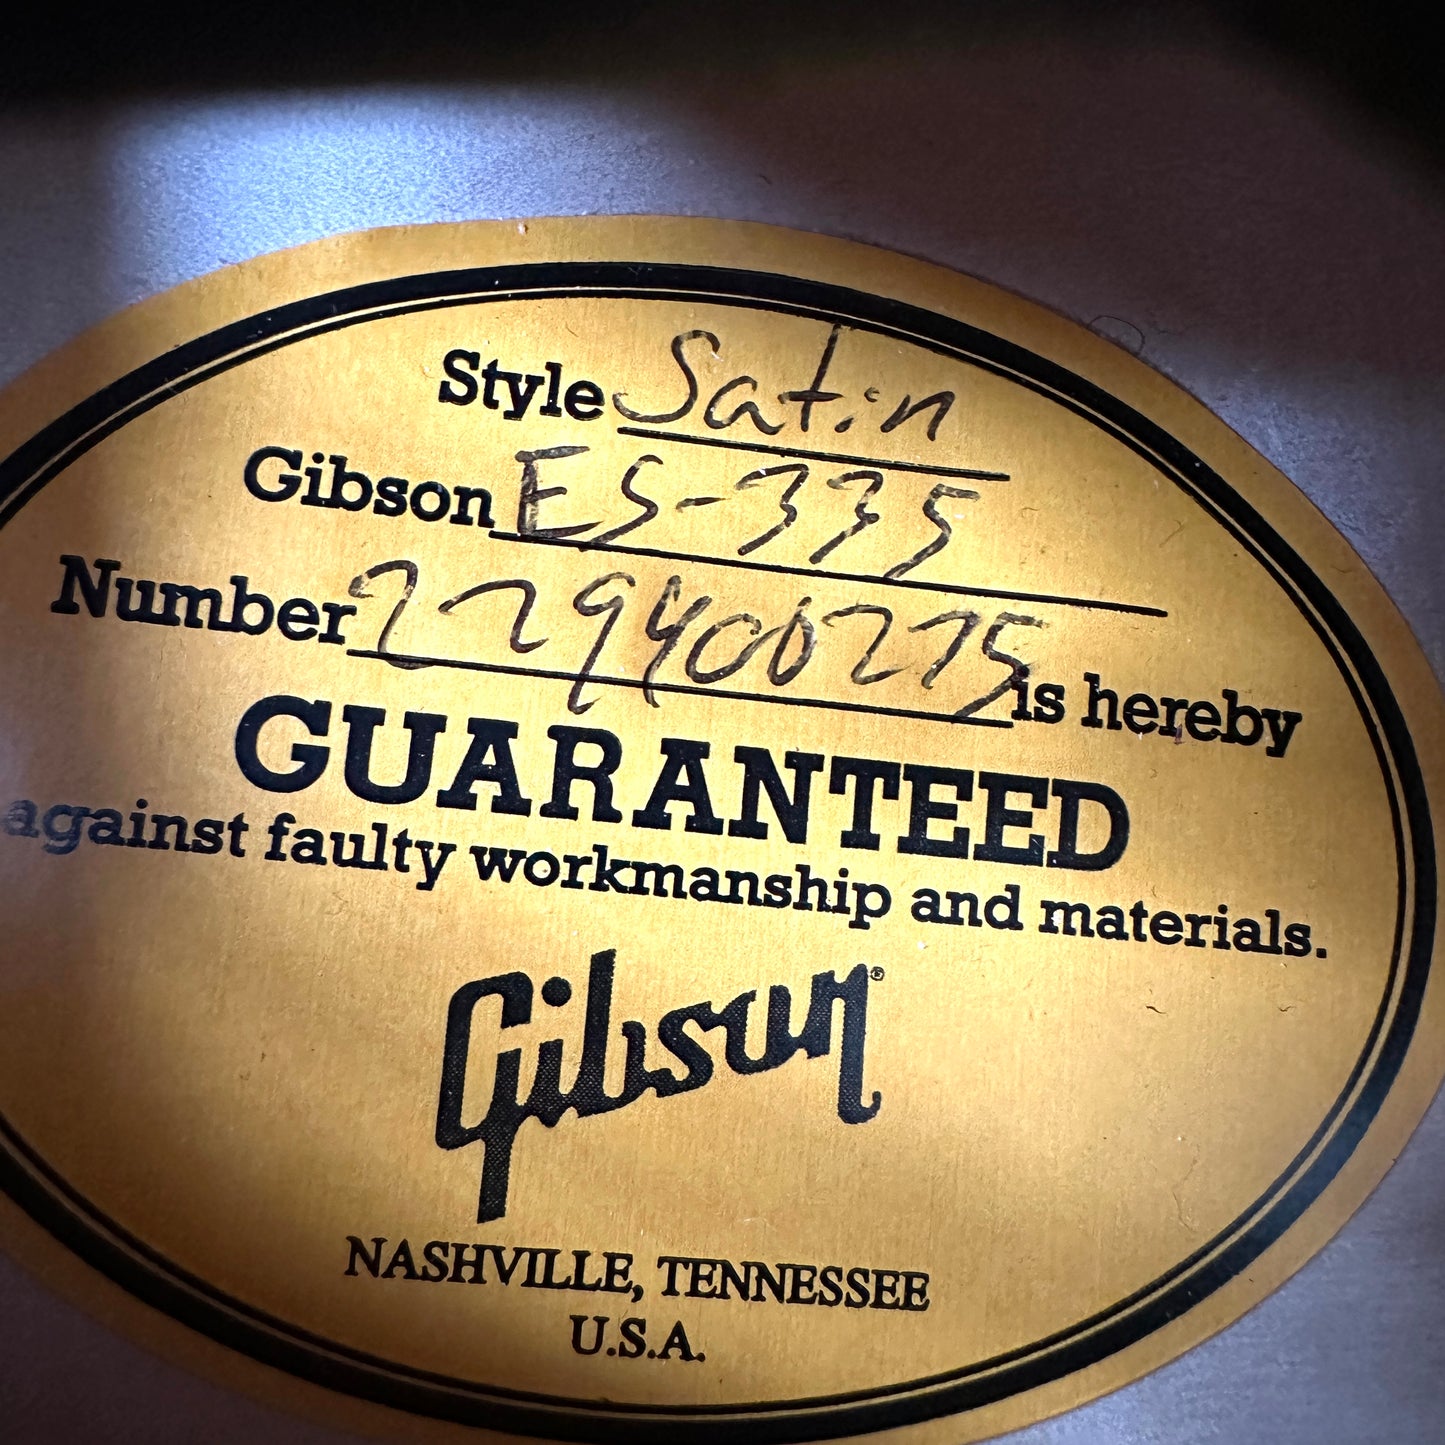 Style Satin
Gibson ES-335
Number 229400275 is hereby
GUARANTEED
against faulty workmanship and materials.
Gibson®
NASHVILLE, TENNESSEE
U.S.A.